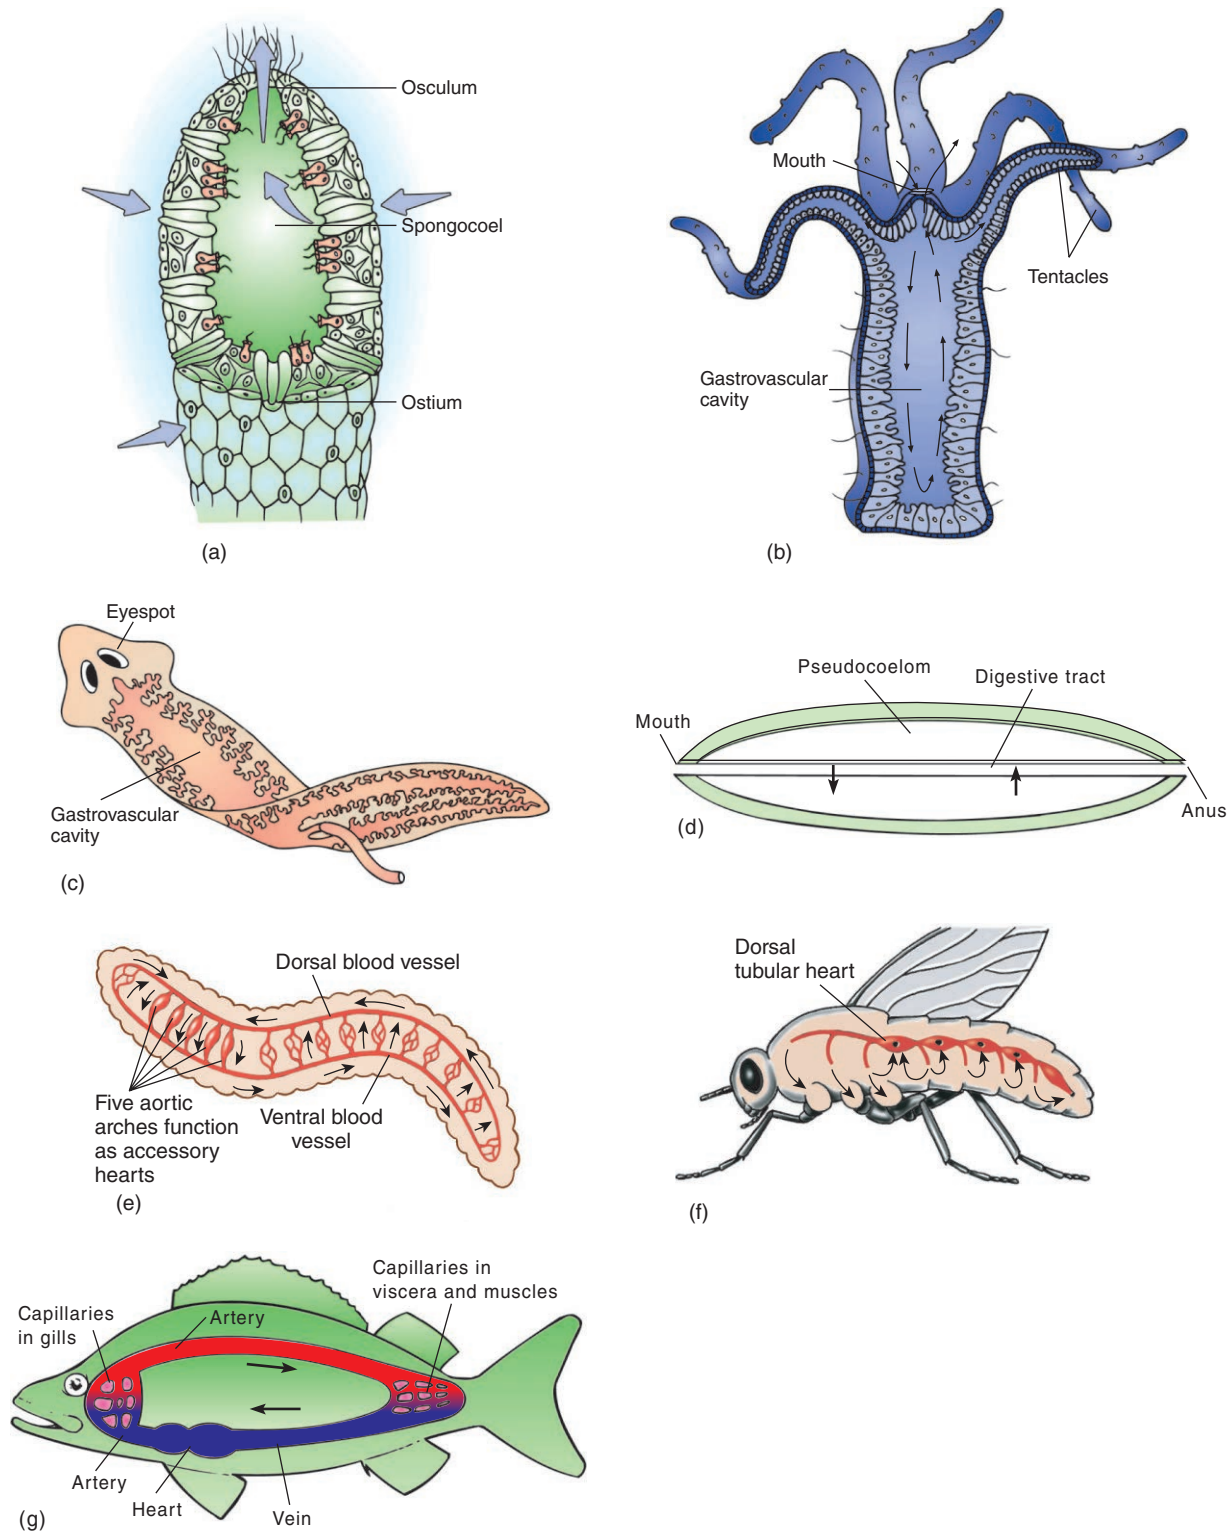 Osculum
Spongocoel
Ostium
(a)
Mouth
Tentacles
Gastrovascular
cavity
(b)
Eyespot
Gastrovascular
cavity
(c)
Pseudocoelom
Digestive tract
Mouth
Anus
(d)
Dorsal blood vessel
Five aortic
arches function
as accessory
hearts
Ventral blood
vessel
(e)
Dorsal
tubular heart
(f)
Capillaries in
viscera and muscles
Capillaries
in gills
Artery
Artery
Heart
Vein
(g)